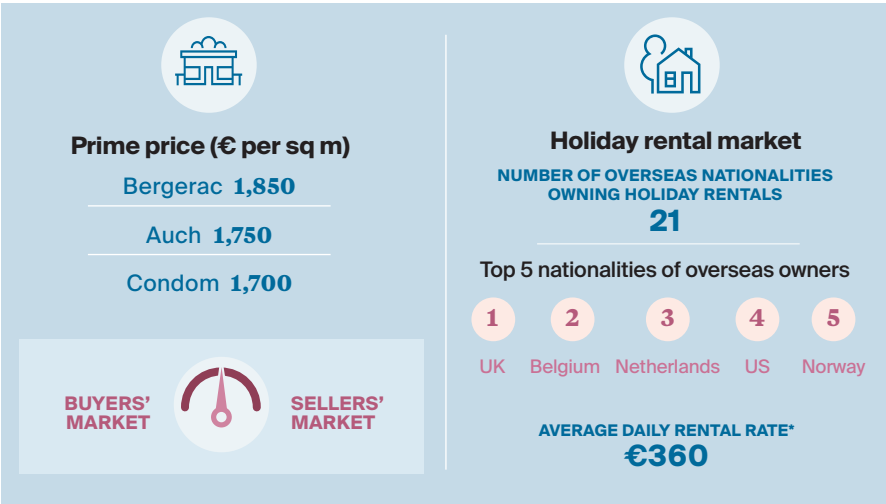 Prime price (€ per sq m)
Bergerac 1,850
Auch 1,750
Condom 1,700
BUYERS’
MARKET
SELLERS’
MARKET
Holiday rental market
NUMBER OF OVERSEAS NATIONALITIES
OWNING HOLIDAY RENTALS
21
Top 5 nationalities of overseas owners
1 2 3 4 5
UK Belgium Netherlands US Norway
AVERAGE DAILY RENTAL RATE*
€360